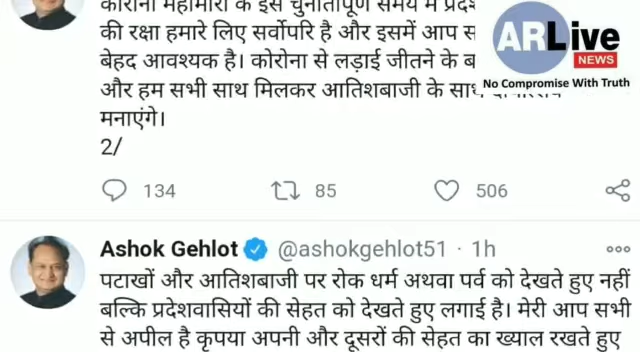 कोरोना महामारी के इस चुनौतीपूर्ण समय में
की रक्षा हमारे लिए सर्वोपरि है और इसमें आप
बेहद आवश्यक है। कोरोना से लड़ाई जीतने के
और हम सभी साथ मिलकर आतिशबाजी के
मनाएंगे।
2/
ARLive
NEWS
No Compromise With Truth
134
85
506
Ashok Gehlot @ashokgehlot51 · 1h
पटाखों और आतिशबाजी पर रोक धर्म अथवा पर्व को देखते हुए नहीं
बल्कि प्रदेशवासियों की सेहत को देखते हुए लगाई है। मेरी आप सभी
से अपील है कृपया अपनी और दूसरों की सेहत का ख्याल रखते हुए